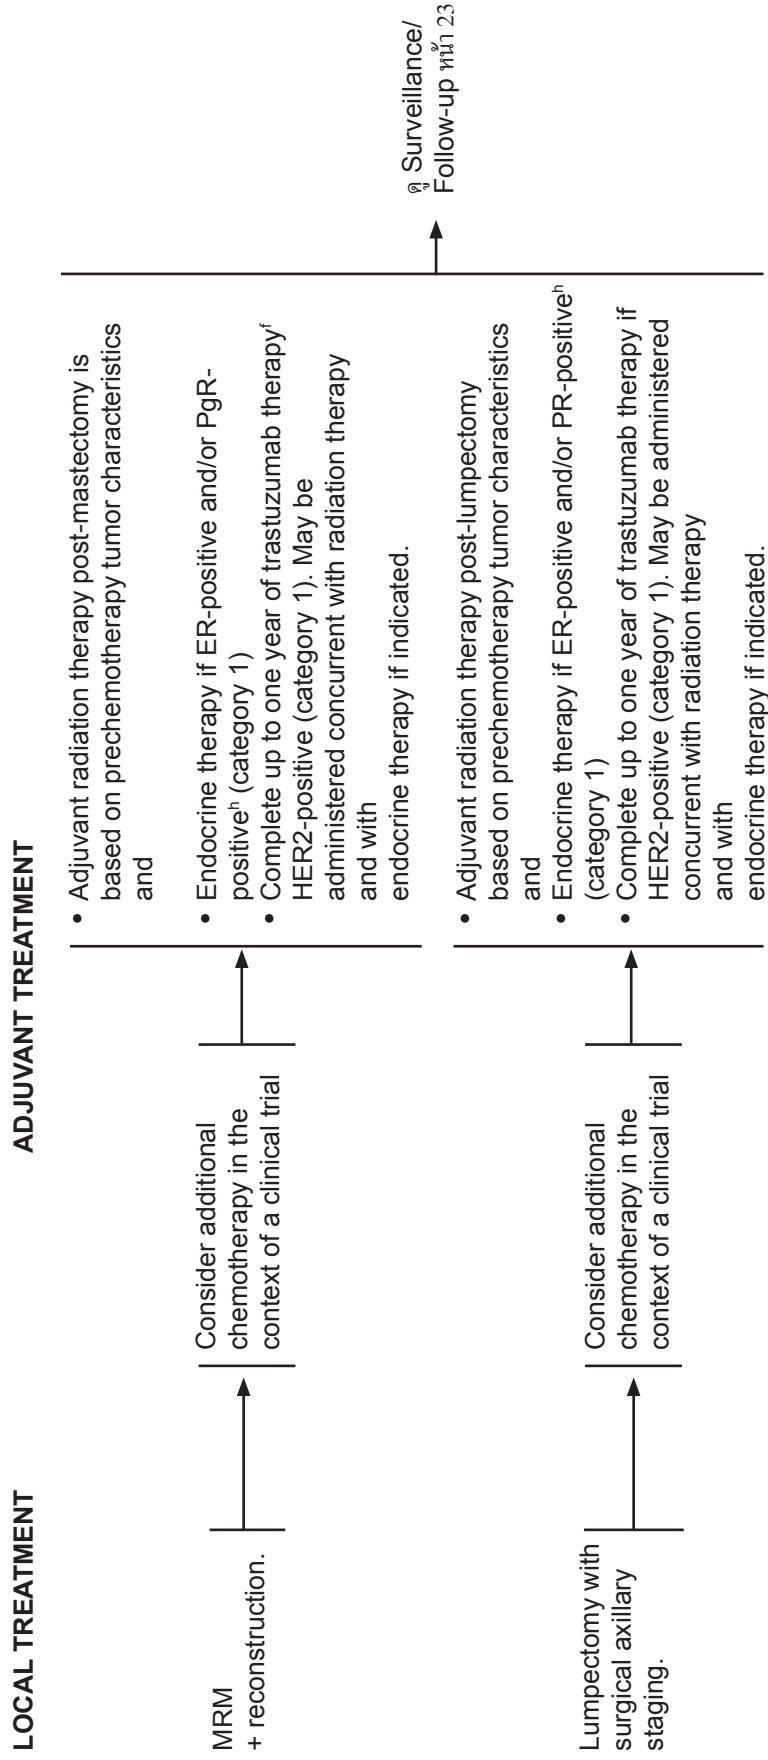 LOCAL TREATMENT
ADJUVANT TREATMENT
MRM
+ reconstruction.
Consider additional
chemotherapy in the
context of a clinical trial
• Adjuvant radiation therapy post-mastectomy is
based on prechemotherapy tumor characteristics
and
• Endocrine therapy if ER-positive and/or PgR-
positiveʰ (category 1)
• Complete up to one year of trastuzumab therapyᶠ
HER2-positive (category 1). May be
administered concurrent with radiation therapy
and with
endocrine therapy if indicated.
Lumpectomy with
surgical axillary
staging.
Consider additional
chemotherapy in the
context of a clinical trial
• Adjuvant radiation therapy post-lumpectomy
based on prechemotherapy tumor characteristics
and
• Endocrine therapy if ER-positive and/or PR-positiveʰ
(category 1)
• Complete up to one year of trastuzumab therapy if
HER2-positive (category 1). May be administered
concurrent with radiation therapy
and with
endocrine therapy if indicated.
ดู Surveillance/
Follow-up หน้า 23